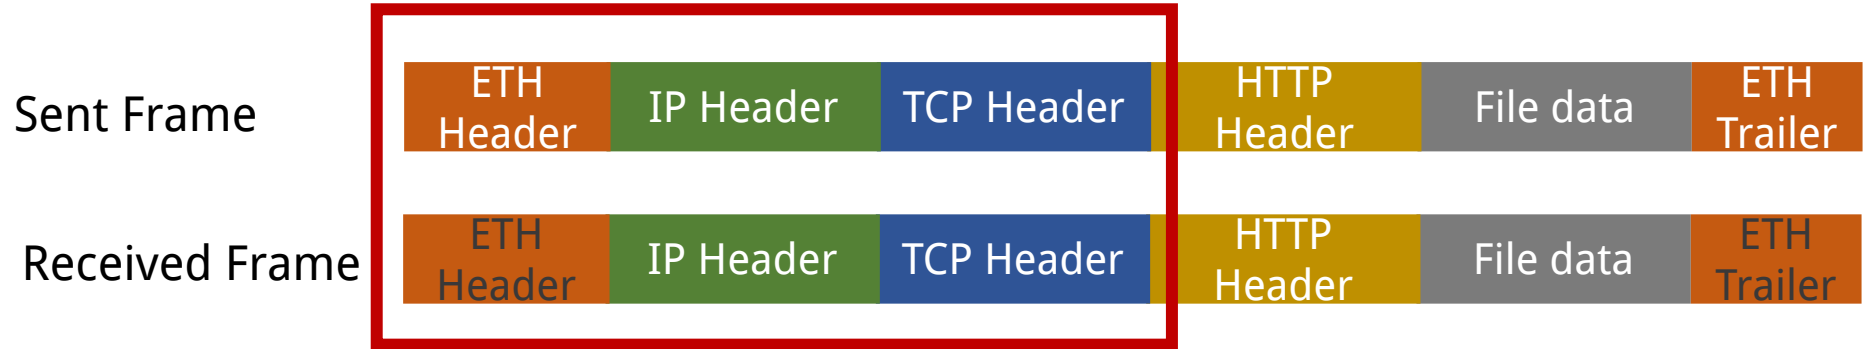 Sent Frame
ETH
Header
IP Header
TCP Header
HTTP
Header
File data
ETH
Trailer
Received Frame
ETH
Header
IP Header
TCP Header
HTTP
Header
File data
ETH
Trailer